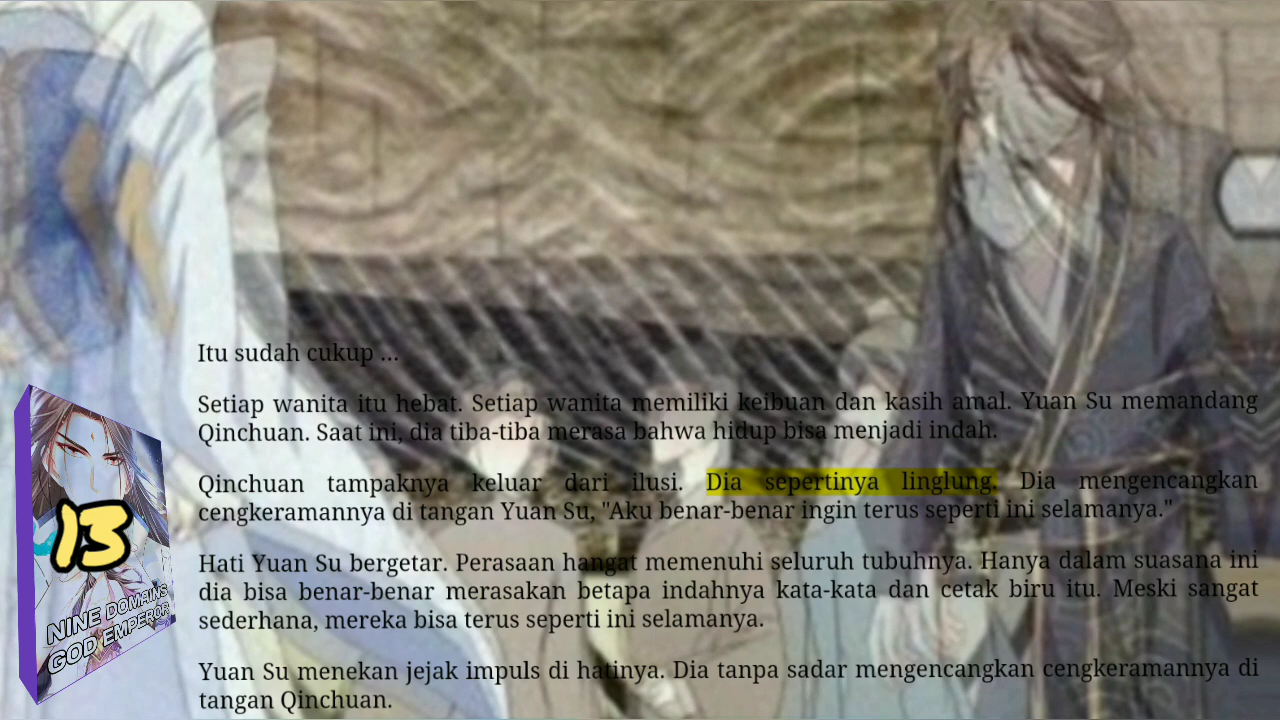 Itu sudah cukup ...
Setiap wanita itu hebat. Setiap wanita memiliki keibuan dan kasih amal. Yuan Su memandang
Qinchuan. Saat ini, dia tiba-tiba merasa bahwa hidup bisa menjadi indah.
Qinchuan tampaknya keluar dari ilusi. Dia sepertinya linglung. Dia mengencangkan
cengkeramannya di tangan Yuan Su, "Aku benar-benar ingin terus seperti ini selamanya."
Hati Yuan Su bergetar. Perasaan hangat memenuhi seluruh tubuhnya. Hanya dalam suasana ini
dia bisa benar-benar merasakan betapa indahnya kata-kata dan cetak biru itu. Meski sangat
sederhana, mereka bisa terus seperti ini selamanya.
Yuan Su menekan jejak impuls di hatinya. Dia tanpa sadar mengencangkan cengkeramannya di
tangan Qinchuan.
13
NINE DOMAINS
GOD EMPEROR